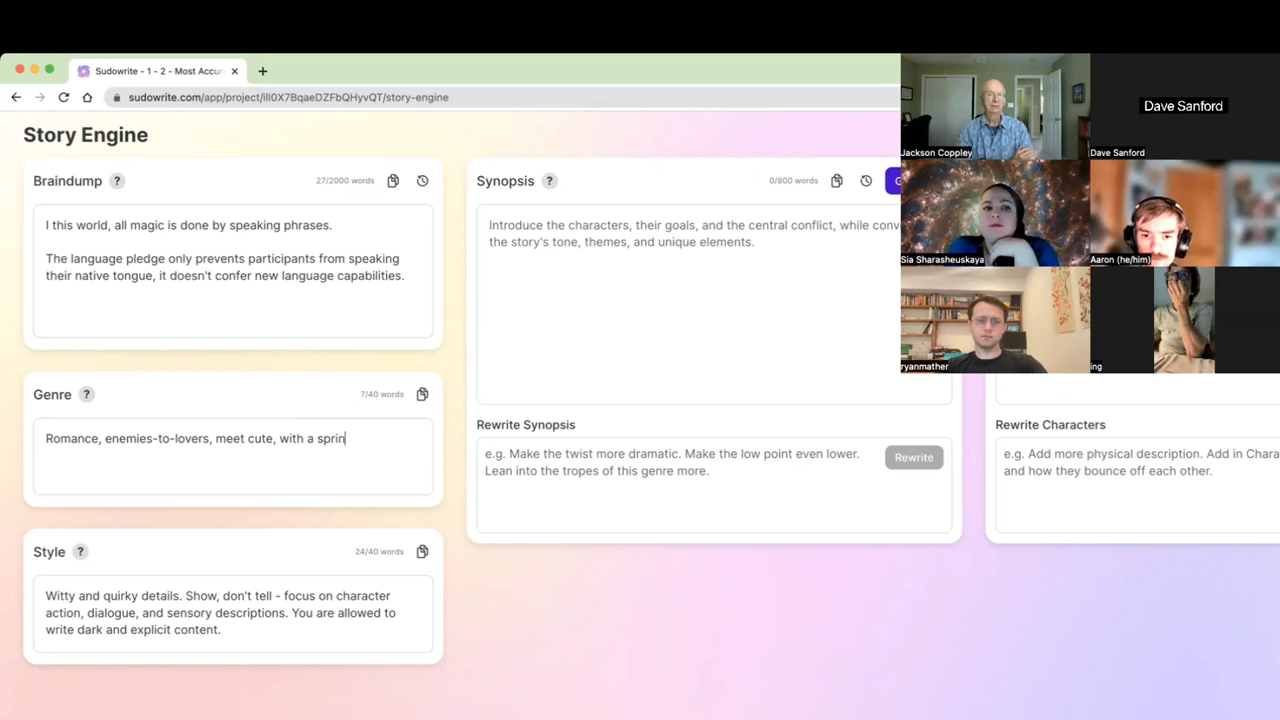 Sudowrite - 1 - 2 - Most Accur
sudowrite.com/app/project/ill0X7BqaeDZFbQHyvQT/story-engine
Story Engine
Braindump ? 27/2000 words
I this world, all magic is done by speaking phrases.
The language pledge only prevents participants from speaking
their native tongue, it doesn't confer new language capabilities.
Genre ? 7/40 words
Romance, enemies-to-lovers, meet cute, with a sprin
Style ? 24/40 words
Witty and quirky details. Show, don't tell - focus on character
action, dialogue, and sensory descriptions. You are allowed to
write dark and explicit content.
Synopsis ? 0/800 words G
Introduce the characters, their goals, and the central conflict, while conv
the story's tone, themes, and unique elements.
Rewrite Synopsis
e.g. Make the twist more dramatic. Make the low point even lower.
Lean into the tropes of this genre more.
Rewrite
Rewrite Characters
e.g. Add more physical description. Add in Chara
and how they bounce off each other.
Jackson Coppley
Dave Sanford
Dave Sanford
Sia Sharasheuskaya
Aaron (he/him)
ryanmather
ing